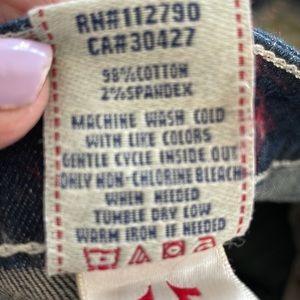 RN#112790
CA#30427
98%COTTON
2%SPANDEX
MACHINE WASH COLD
WITH LIKE COLORS
GENTLE CYCLE INSIDE OUT
ONLY NON-CHLORINE BLEACH
WHEN NEEDED
TUMBLE DRY LOW
WARM IRON IF NEEDED